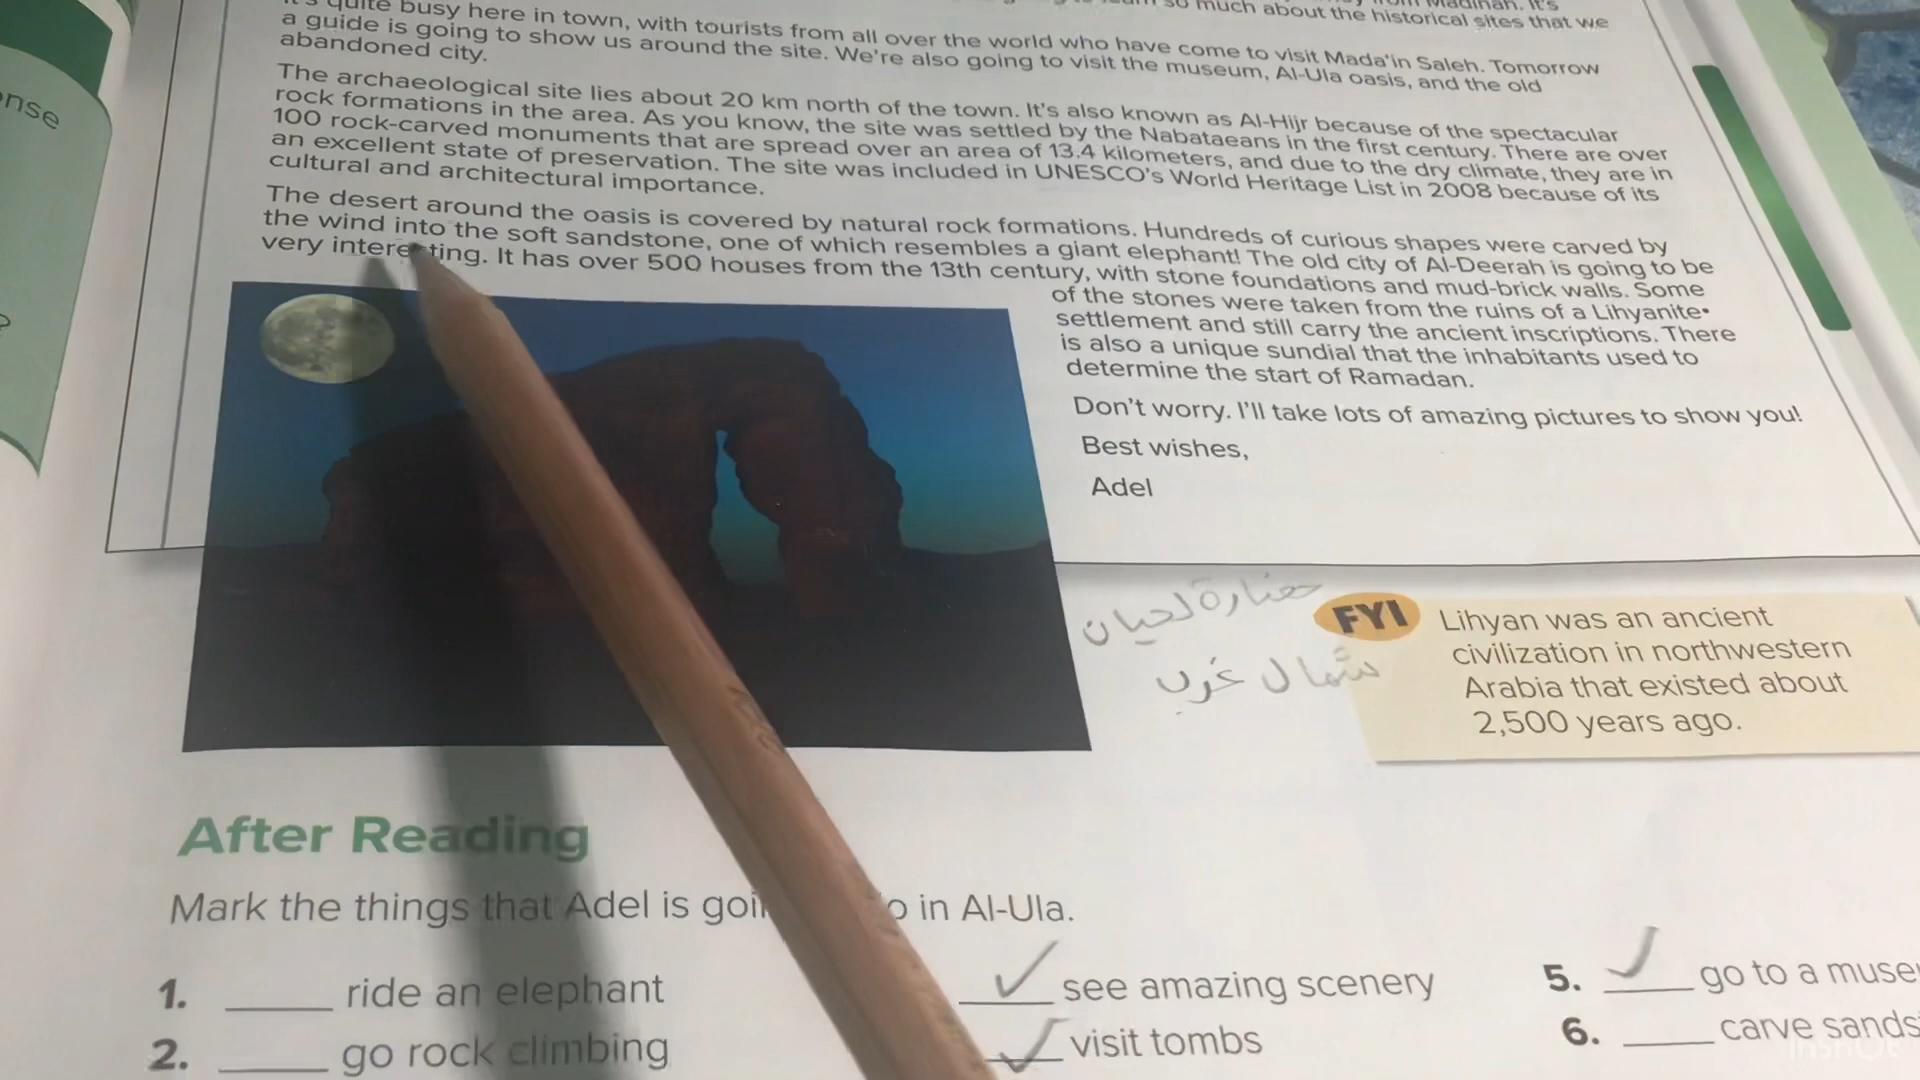 It's quite busy here in town, with tourists from all over the world who have come to visit Mada'in Saleh. Tomorrow
so much about the historical sites that we
a guide is going to show us around the site. We're also going to visit the museum, Al-Ula oasis, and the old
abandoned city.
The archaeological site lies about 20 km north of the town. It's also known as Al-Hijr because of the spectacular
rock formations in the area. As you know, the site was settled by the Nabataeans in the first century. There are over
100 rock-carved monuments that are spread over an area of 13.4 kilometers, and due to the dry climate, they are in
an excellent state of preservation. The site was included in UNESCO's World Heritage List in 2008 because of its
cultural and architectural importance.
The desert around the oasis is covered by natural rock formations. Hundreds of curious shapes were carved by
the wind into the soft sandstone, one of which resembles a giant elephant! The old city of Al-Deerah is going to be
very interesting. It has over 500 houses from the 13th century, with stone foundations and mud-brick walls. Some
of the stones were taken from the ruins of a Lihyanite•
settlement and still carry the ancient inscriptions. There
is also a unique sundial that the inhabitants used to
determine the start of Ramadan.
Don't worry. I'll take lots of amazing pictures to show you!
Best wishes,
Adel
حضارة لحيان
شمال غرب
FYI
Lihyan was an ancient
civilization in northwestern
Arabia that existed about
2,500 years ago.
After Reading
Mark the things that Adel is goi o in Al-Ula.
1. ____ ride an elephant
2. ____ go rock climbing
✓ see amazing scenery
✓ visit tombs
5. ✓ go to a muse
6. ____ carve sands
InShot
nse
?